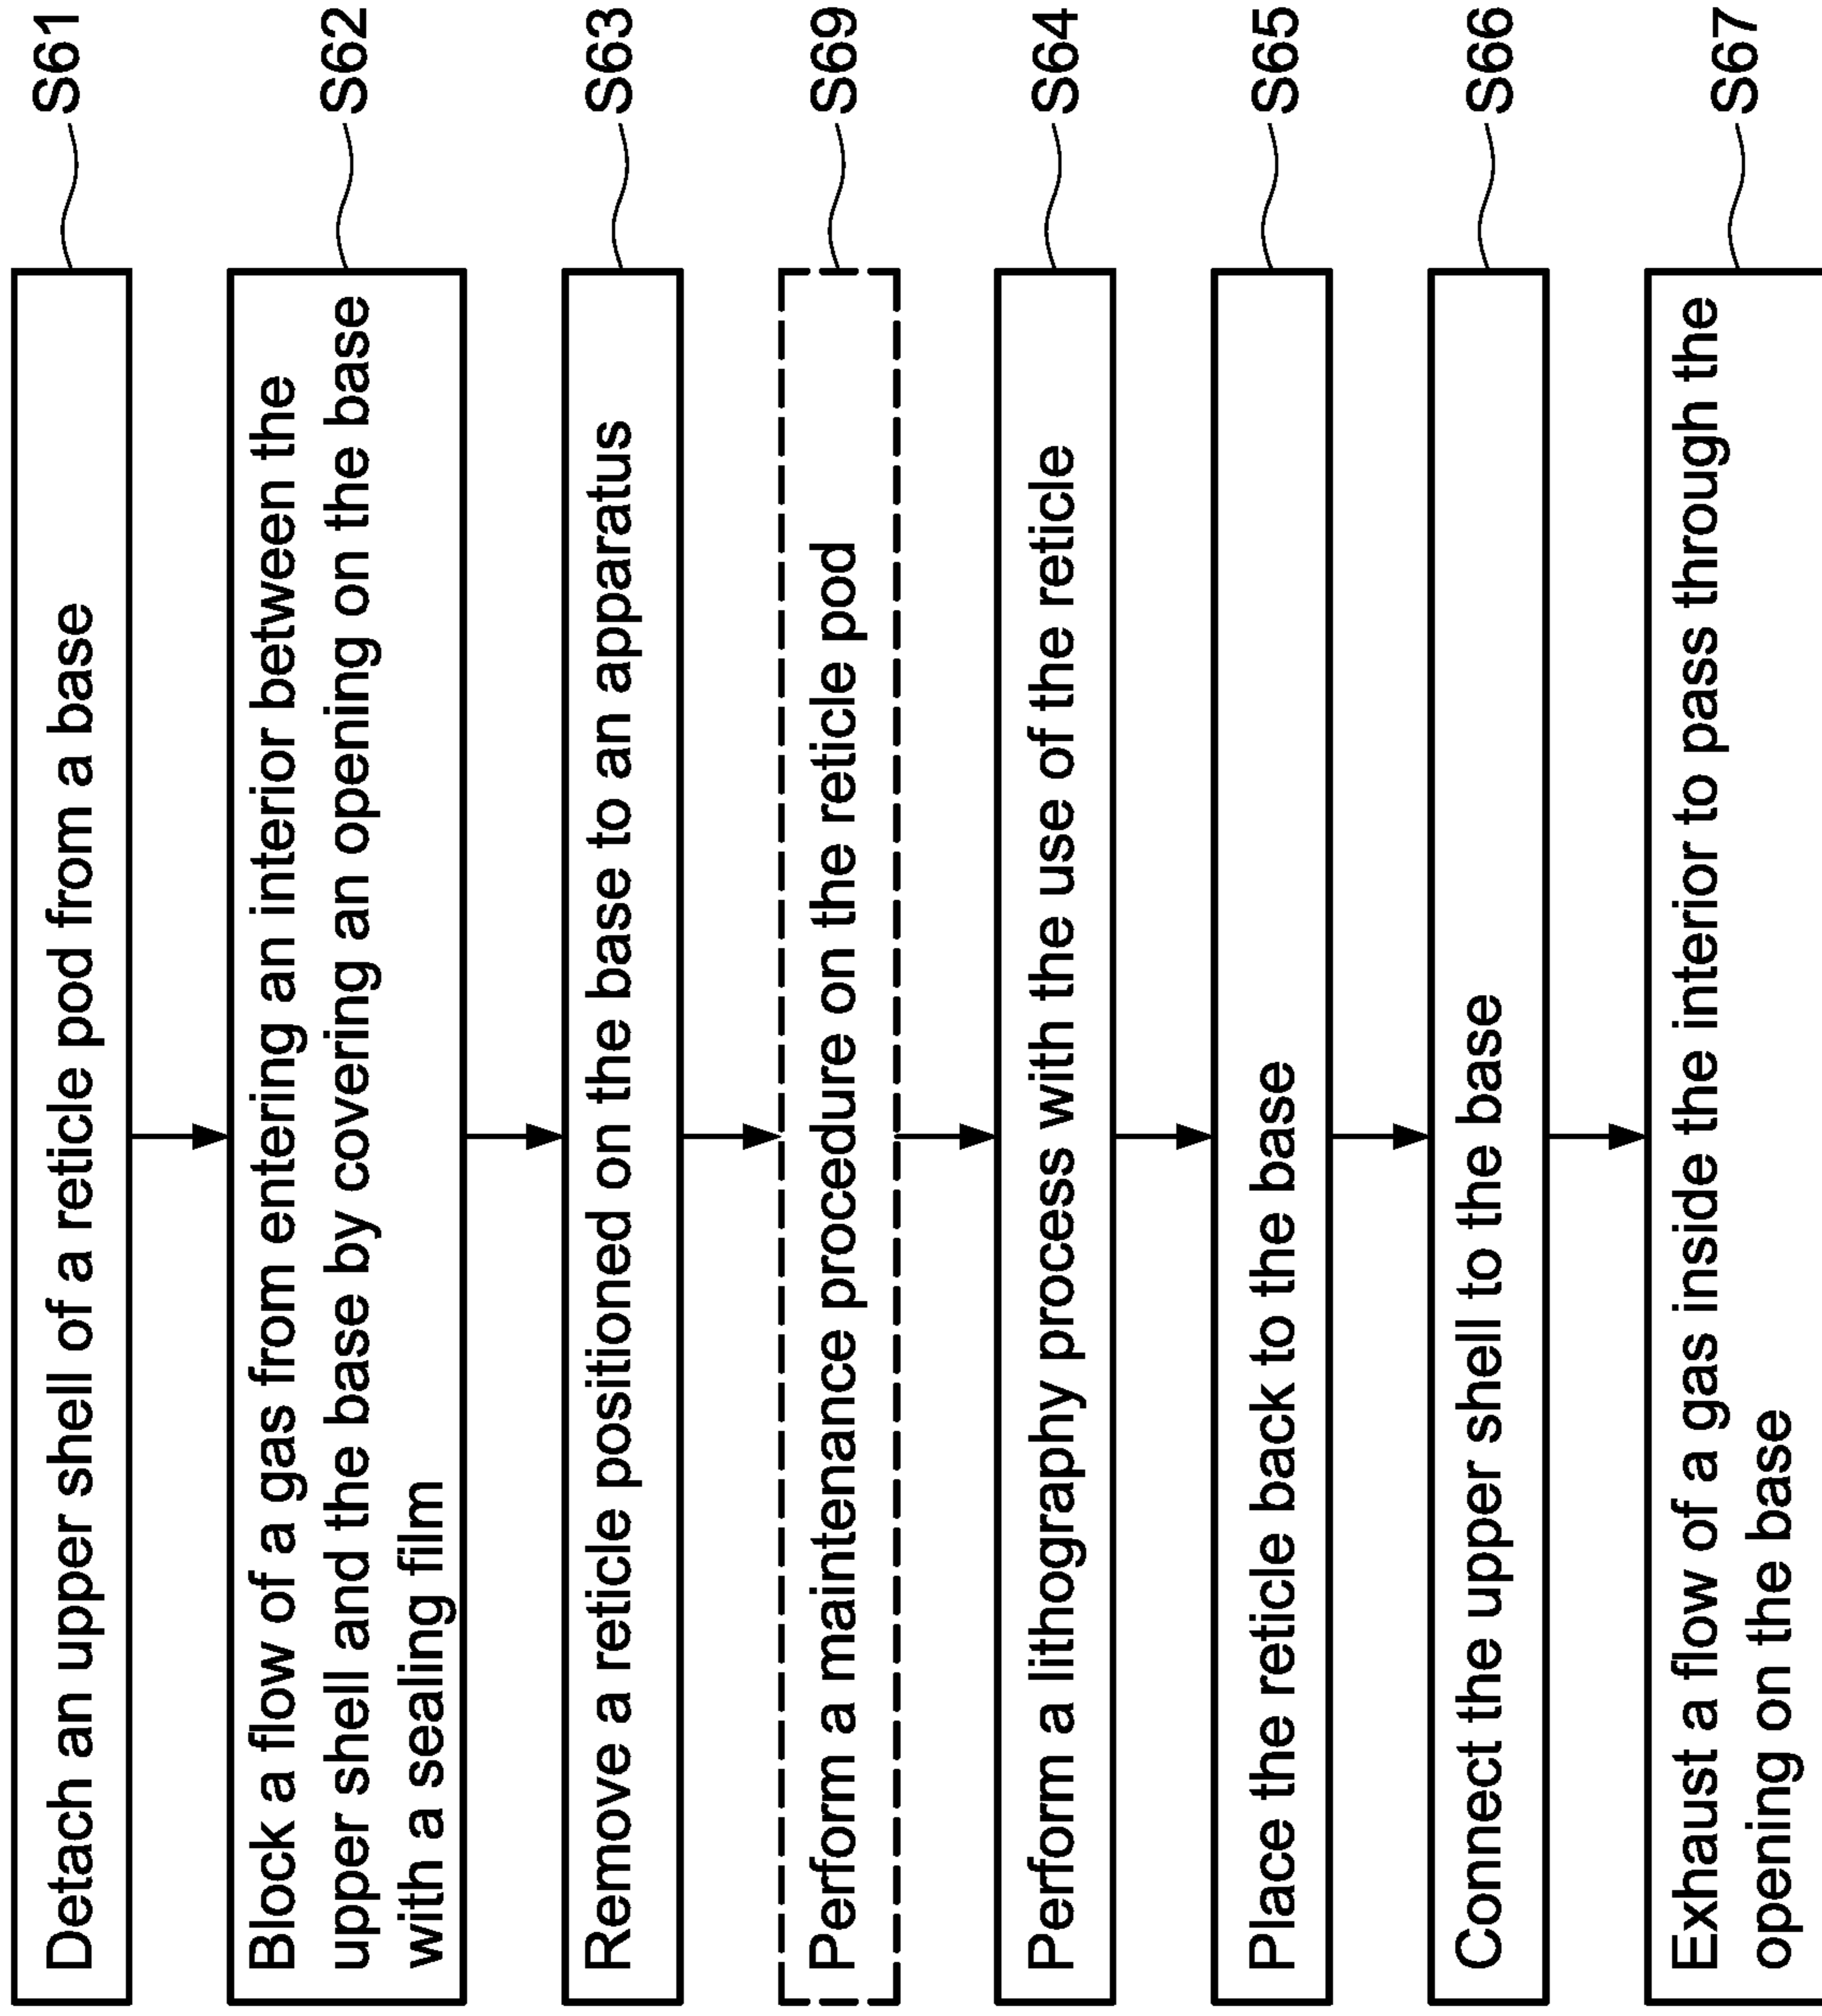 Detach an upper shell of a reticle pod from a base
S61
Block a flow of a gas from entering an interior between the
upper shell and the base by covering an opening on the base
with a sealing film
S62
Remove a reticle positioned on the base to an apparatus
S63
Perform a maintenance procedure on the reticle pod
S69
Perform a lithography process with the use of the reticle
S64
Place the reticle back to the base
S65
Connect the upper shell to the base
S66
Exhaust a flow of a gas inside the interior to pass through the
opening on the base
S67